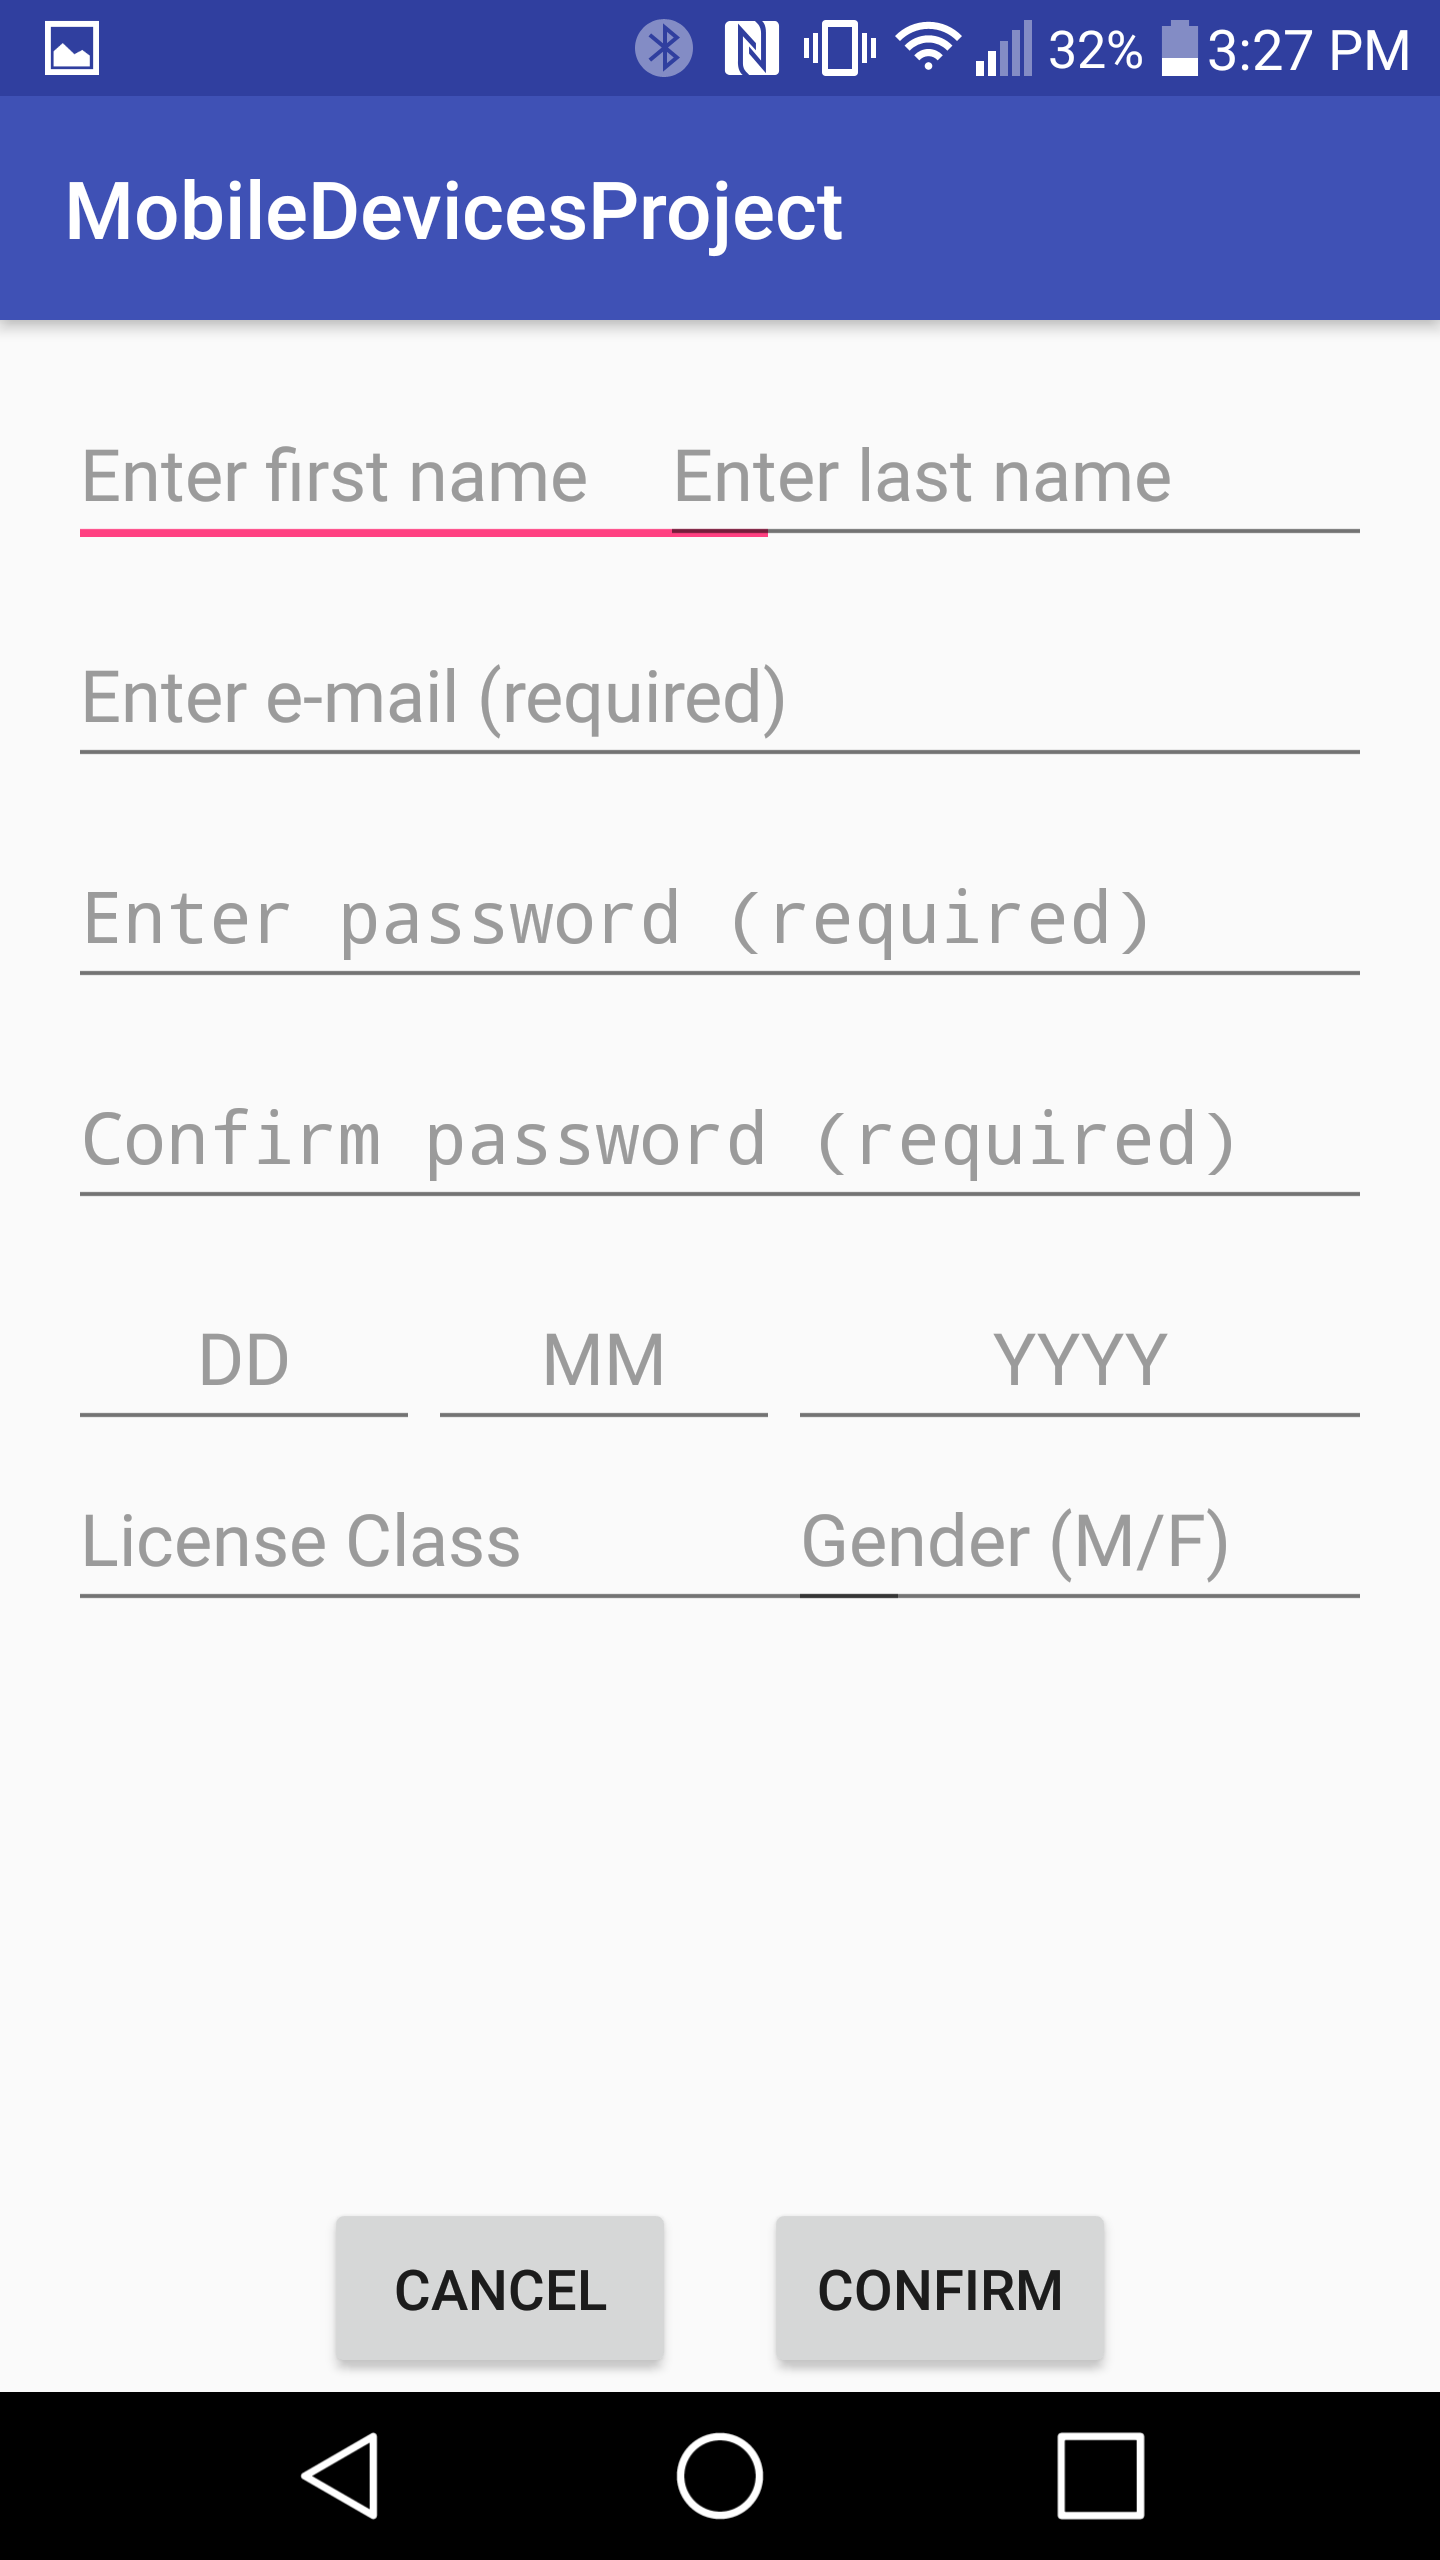 32% 3:27 PM
MobileDevicesProject
Enter first name Enter last name
Enter e-mail (required)
Enter password (required)
Confirm password (required)
DD MM YYYY
License Class Gender (M/F)
CANCEL CONFIRM